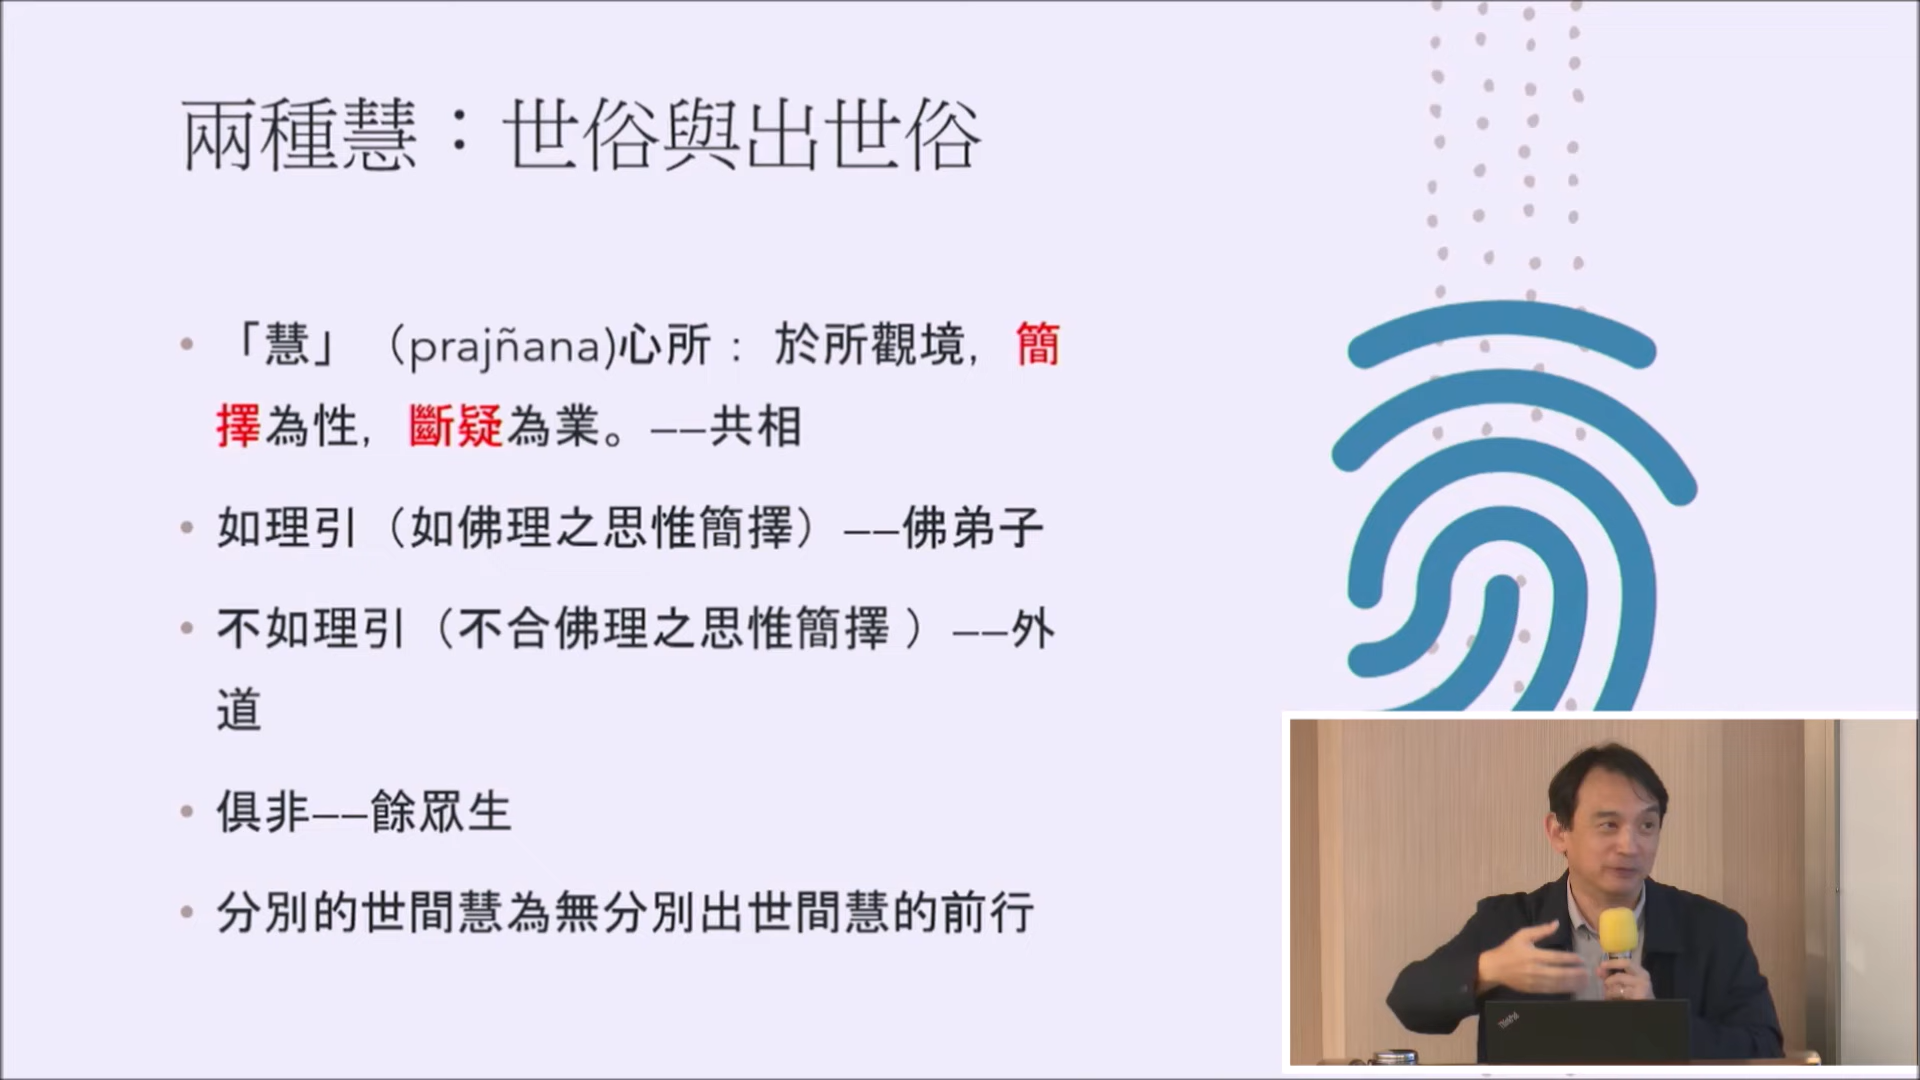 兩種慧：世俗與出世俗
「慧」（prajñana)心所： 於所觀境, 簡
擇為性, 斷疑為業。——共相
如理引（如佛理之思惟簡擇）——佛弟子
不如理引（不合佛理之思惟簡擇 ）——外
道
俱非——餘眾生
分別的世間慧為無分別出世間慧的前行
ThinkPad